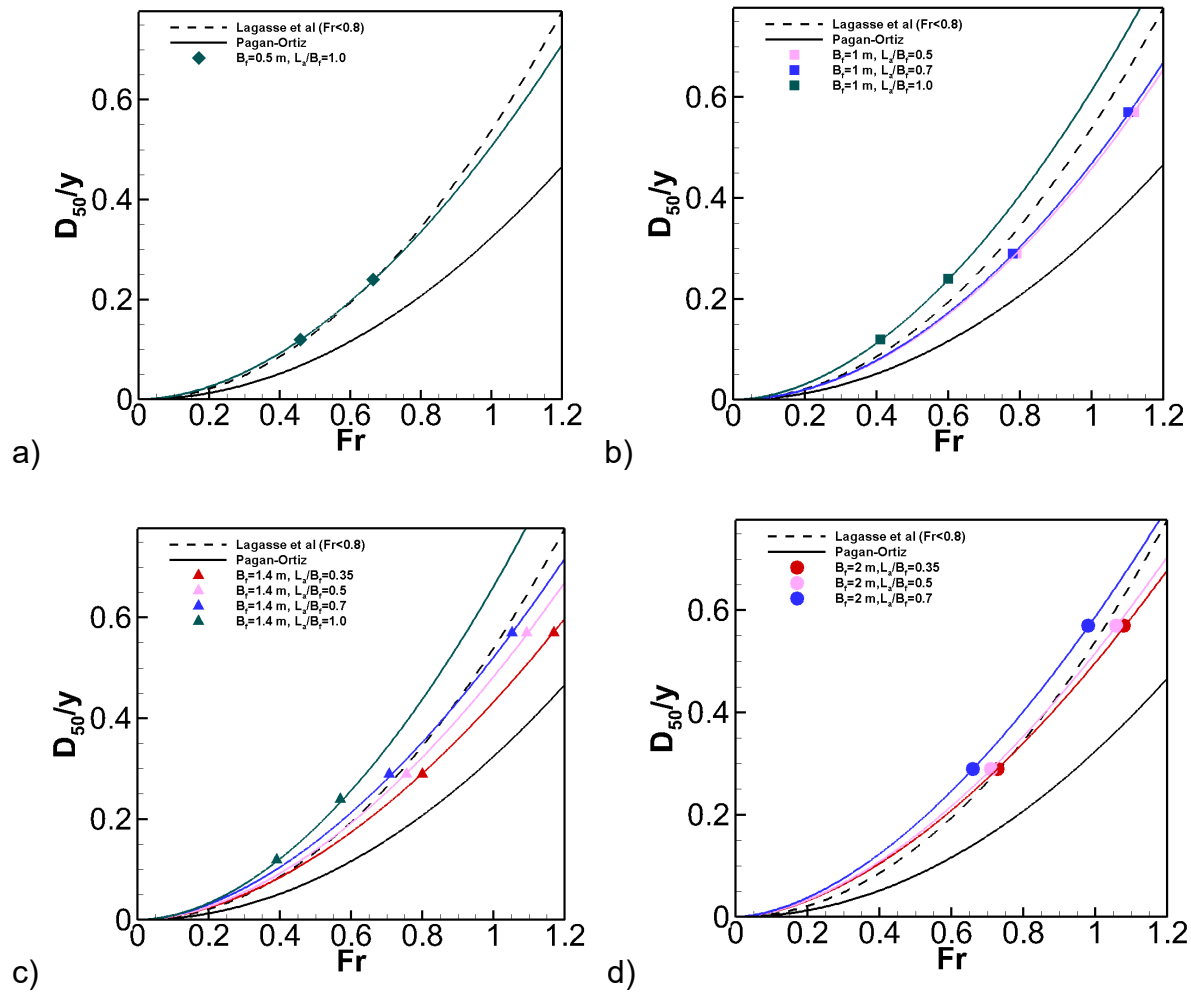 Lagasse et al (Fr<0.8)
Pagan-Ortiz
Bf=0.5 m, La/Bf=1.0
D50/y
0.6
0.4
0.2
0
0 0.2 0.4 0.6 0.8 1 1.2
Fr
a)
Lagasse et al (Fr<0.8)
Pagan-Ortiz
Bf=1 m, La/Bf=0.5
Bf=1 m, La/Bf=0.7
Bf=1 m, La/Bf=1.0
D50/y
0.6
0.4
0.2
0
0 0.2 0.4 0.6 0.8 1 1.2
Fr
b)
Lagasse et al (Fr<0.8)
Pagan-Ortiz
Bf=1.4 m, La/Bf=0.35
Bf=1.4 m, La/Bf=0.5
Bf=1.4 m, La/Bf=0.7
Bf=1.4 m, La/Bf=1.0
D50/y
0.6
0.4
0.2
0
0 0.2 0.4 0.6 0.8 1 1.2
Fr
c)
Lagasse et al (Fr<0.8)
Pagan-Ortiz
Bf=2 m,La/Bf=0.35
Bf=2 m,La/Bf=0.5
Bf=2 m,La/Bf=0.7
D50/y
0.6
0.4
0.2
0
0 0.2 0.4 0.6 0.8 1 1.2
Fr
d)